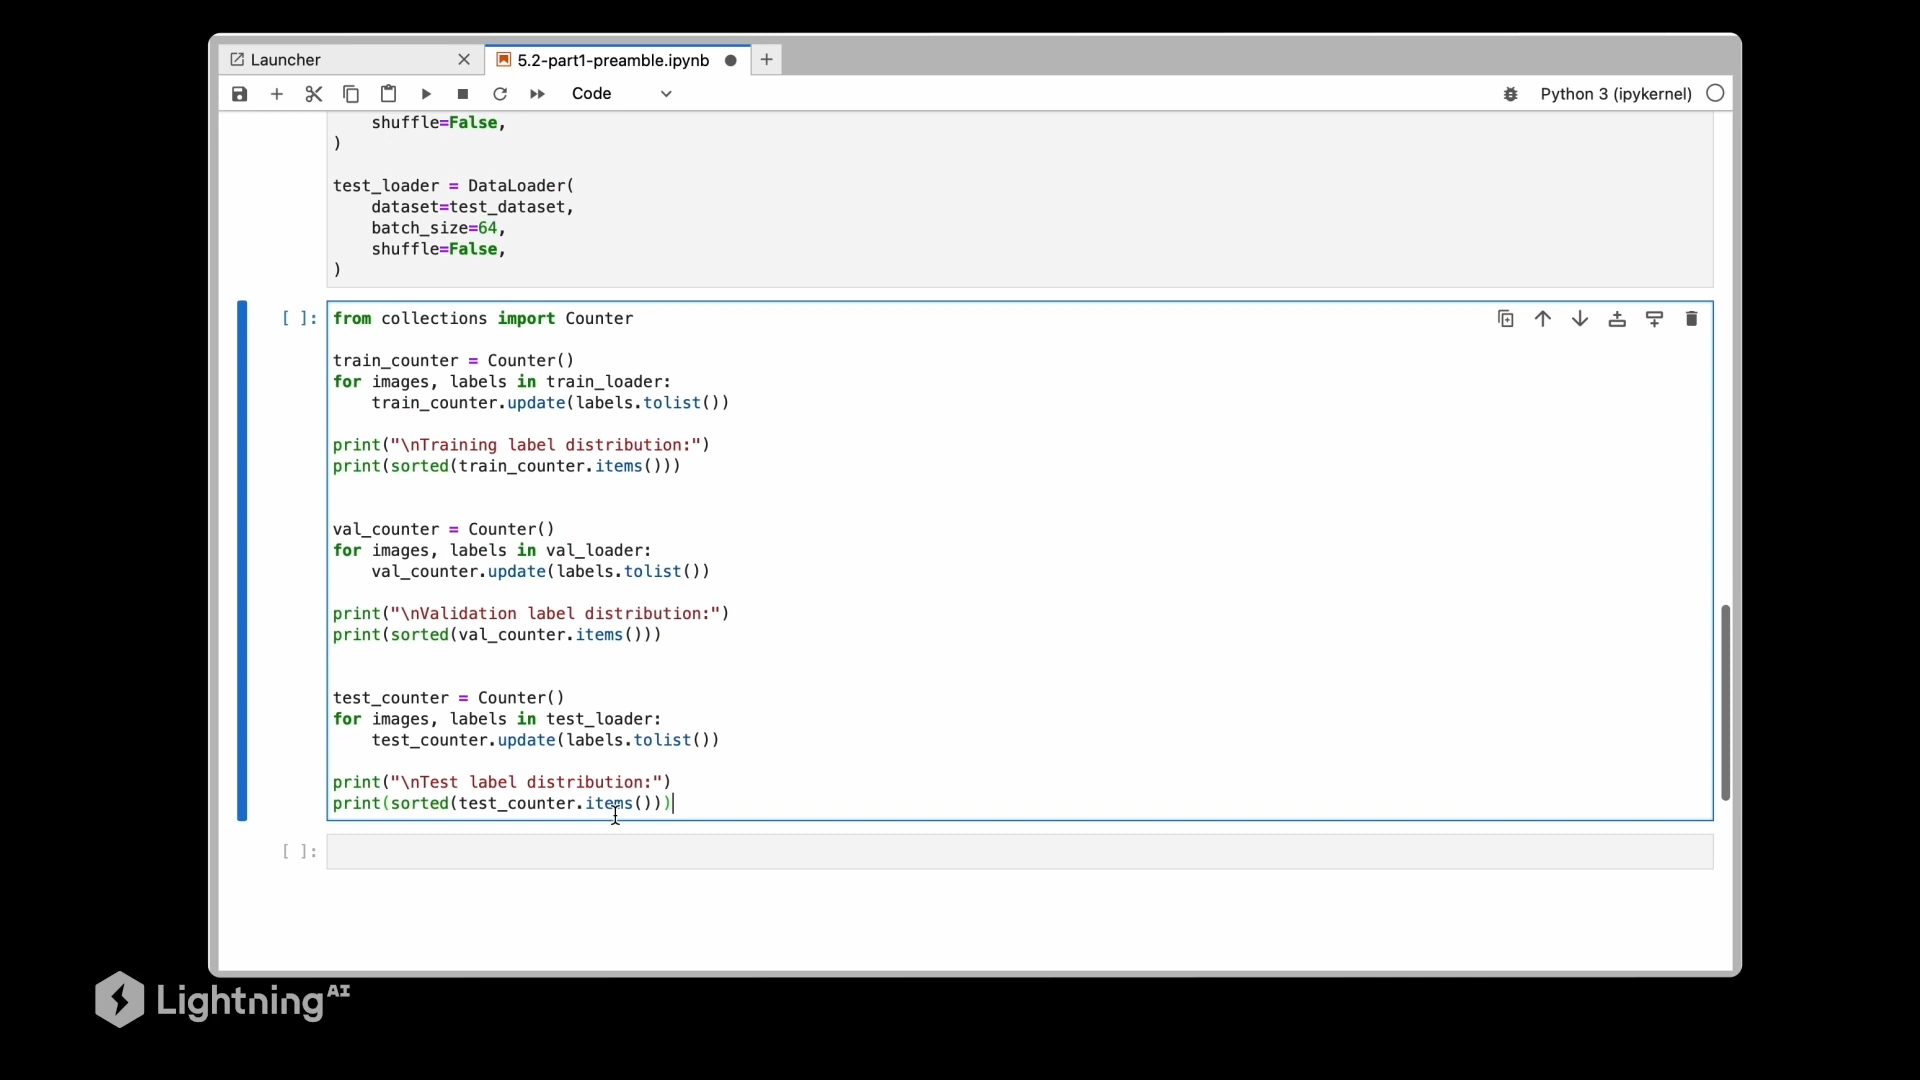 Launcher
5.2-part1-preamble.ipynb
Code
Python 3 (ipykernel)
    shuffle=False,
)

test_loader = DataLoader(
    dataset=test_dataset,
    batch_size=64,
    shuffle=False,
)

[ ]:
from collections import Counter

train_counter = Counter()
for images, labels in train_loader:
    train_counter.update(labels.tolist())

print("\nTraining label distribution:")
print(sorted(train_counter.items()))


val_counter = Counter()
for images, labels in val_loader:
    val_counter.update(labels.tolist())

print("\nValidation label distribution:")
print(sorted(val_counter.items()))


test_counter = Counter()
for images, labels in test_loader:
    test_counter.update(labels.tolist())

print("\nTest label distribution:")
print(sorted(test_counter.items()))
[ ]:
Lightning AI